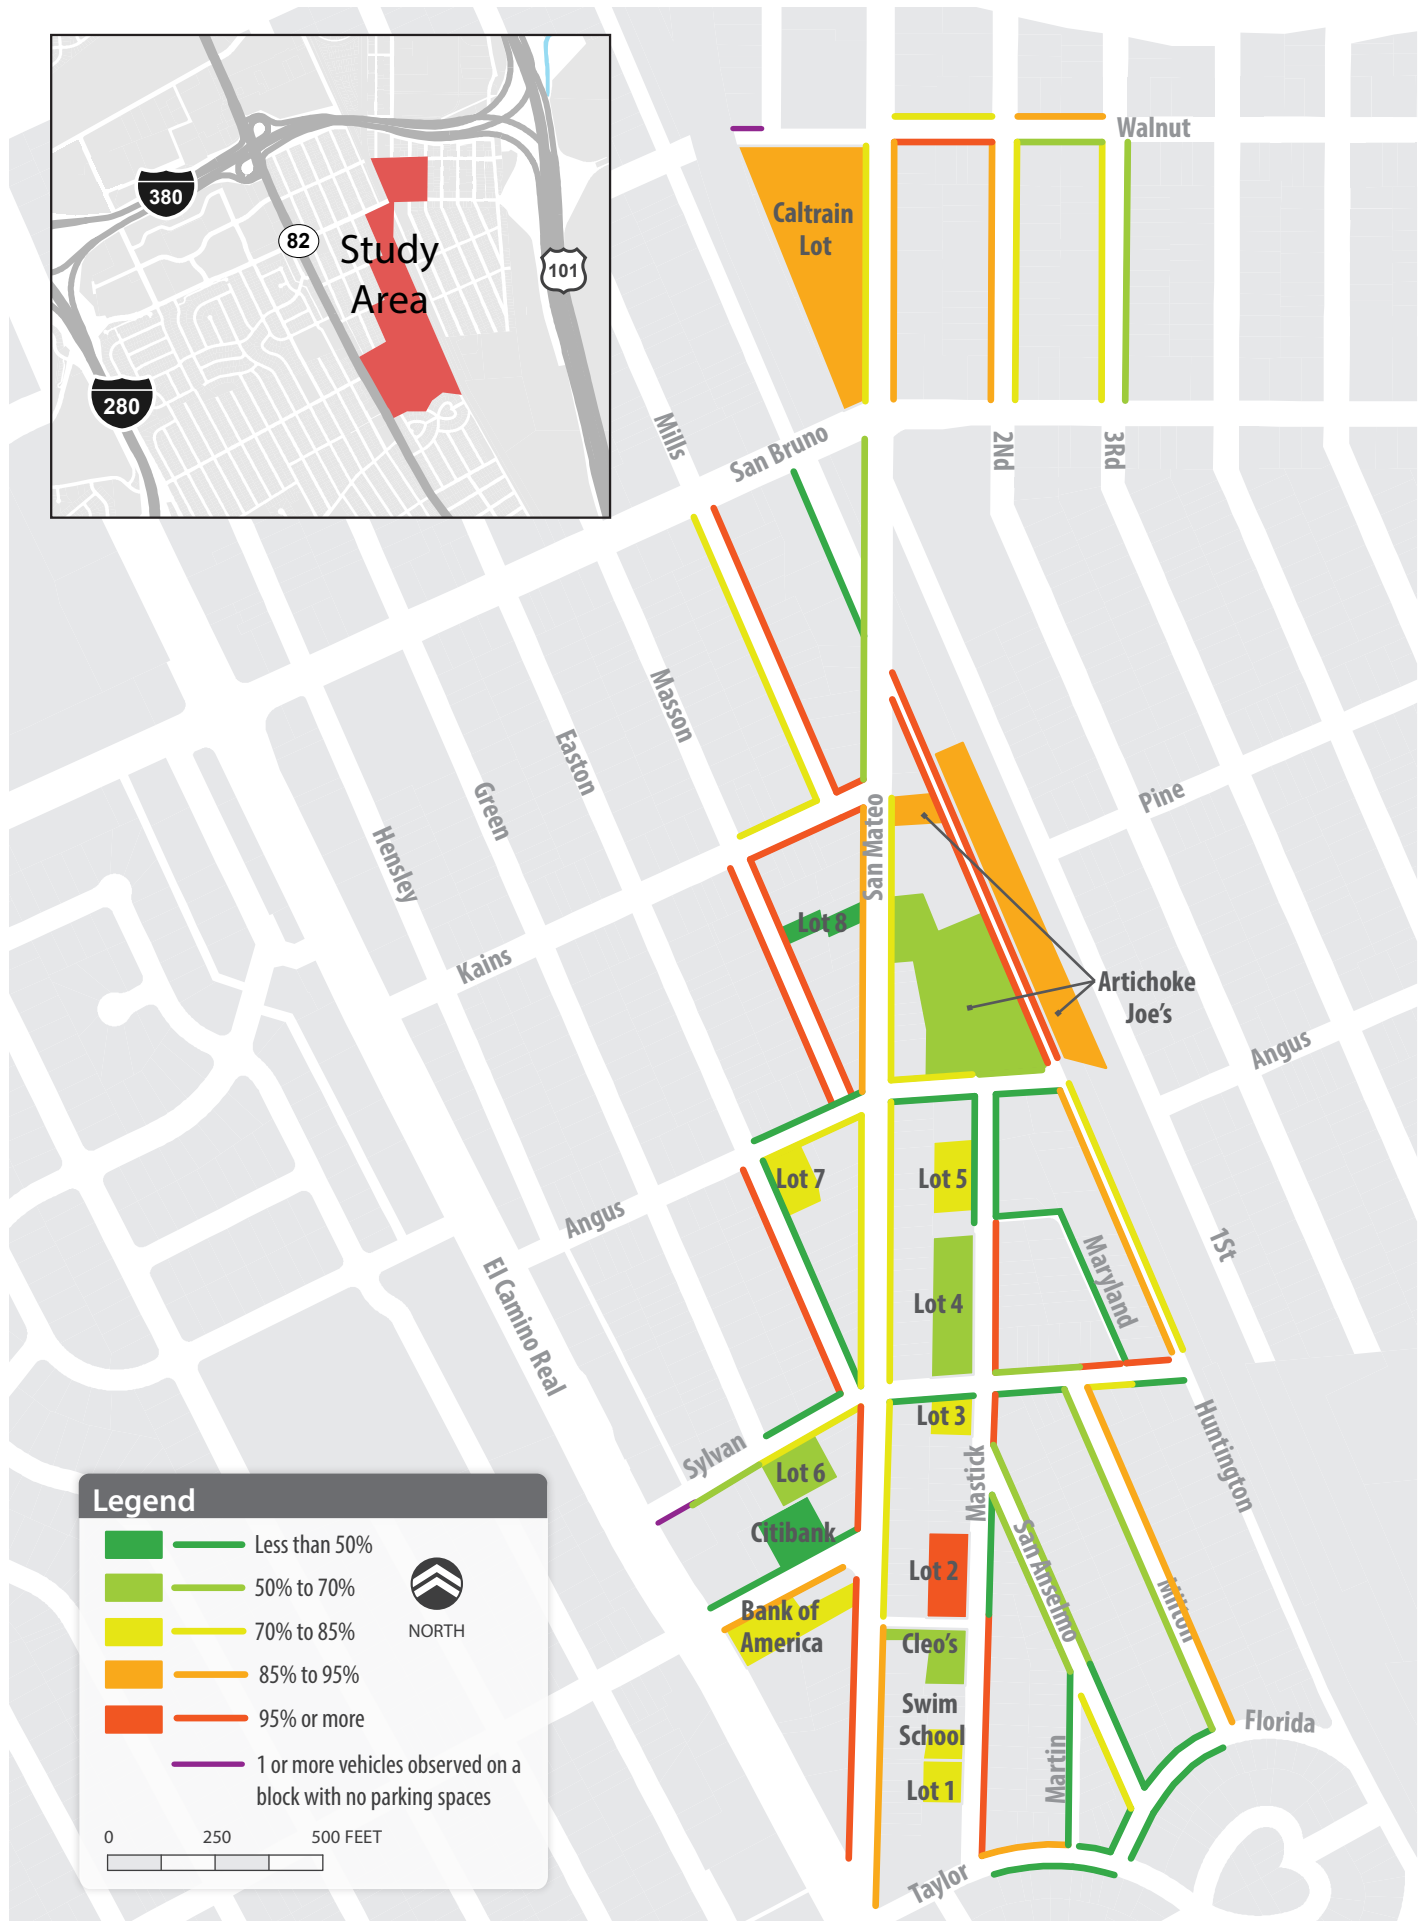 380
82
Study
Area
101
280
Walnut
Caltrain
Lot
Mills
San Bruno
2Nd
3Rd
Masson
Easton
Green
Hensley
San Mateo
Pine
Lot 8
Kains
Artichoke
Joe's
Angus
Lot 7
Lot 5
Angus
1St
Maryland
El Camino Real
Lot 4
Lot 3
Sylvan
Lot 6
Mastick
Huntington
Citibank
San Anselmo
Lot 2
Milton
Bank of
America
Cleo's
Swim
School
Florida
Martin
Lot 1
Taylor
Legend
Less than 50%
50% to 70%
70% to 85%
85% to 95%
95% or more
1 or more vehicles observed on a
block with no parking spaces
NORTH
0 250 500 FEET